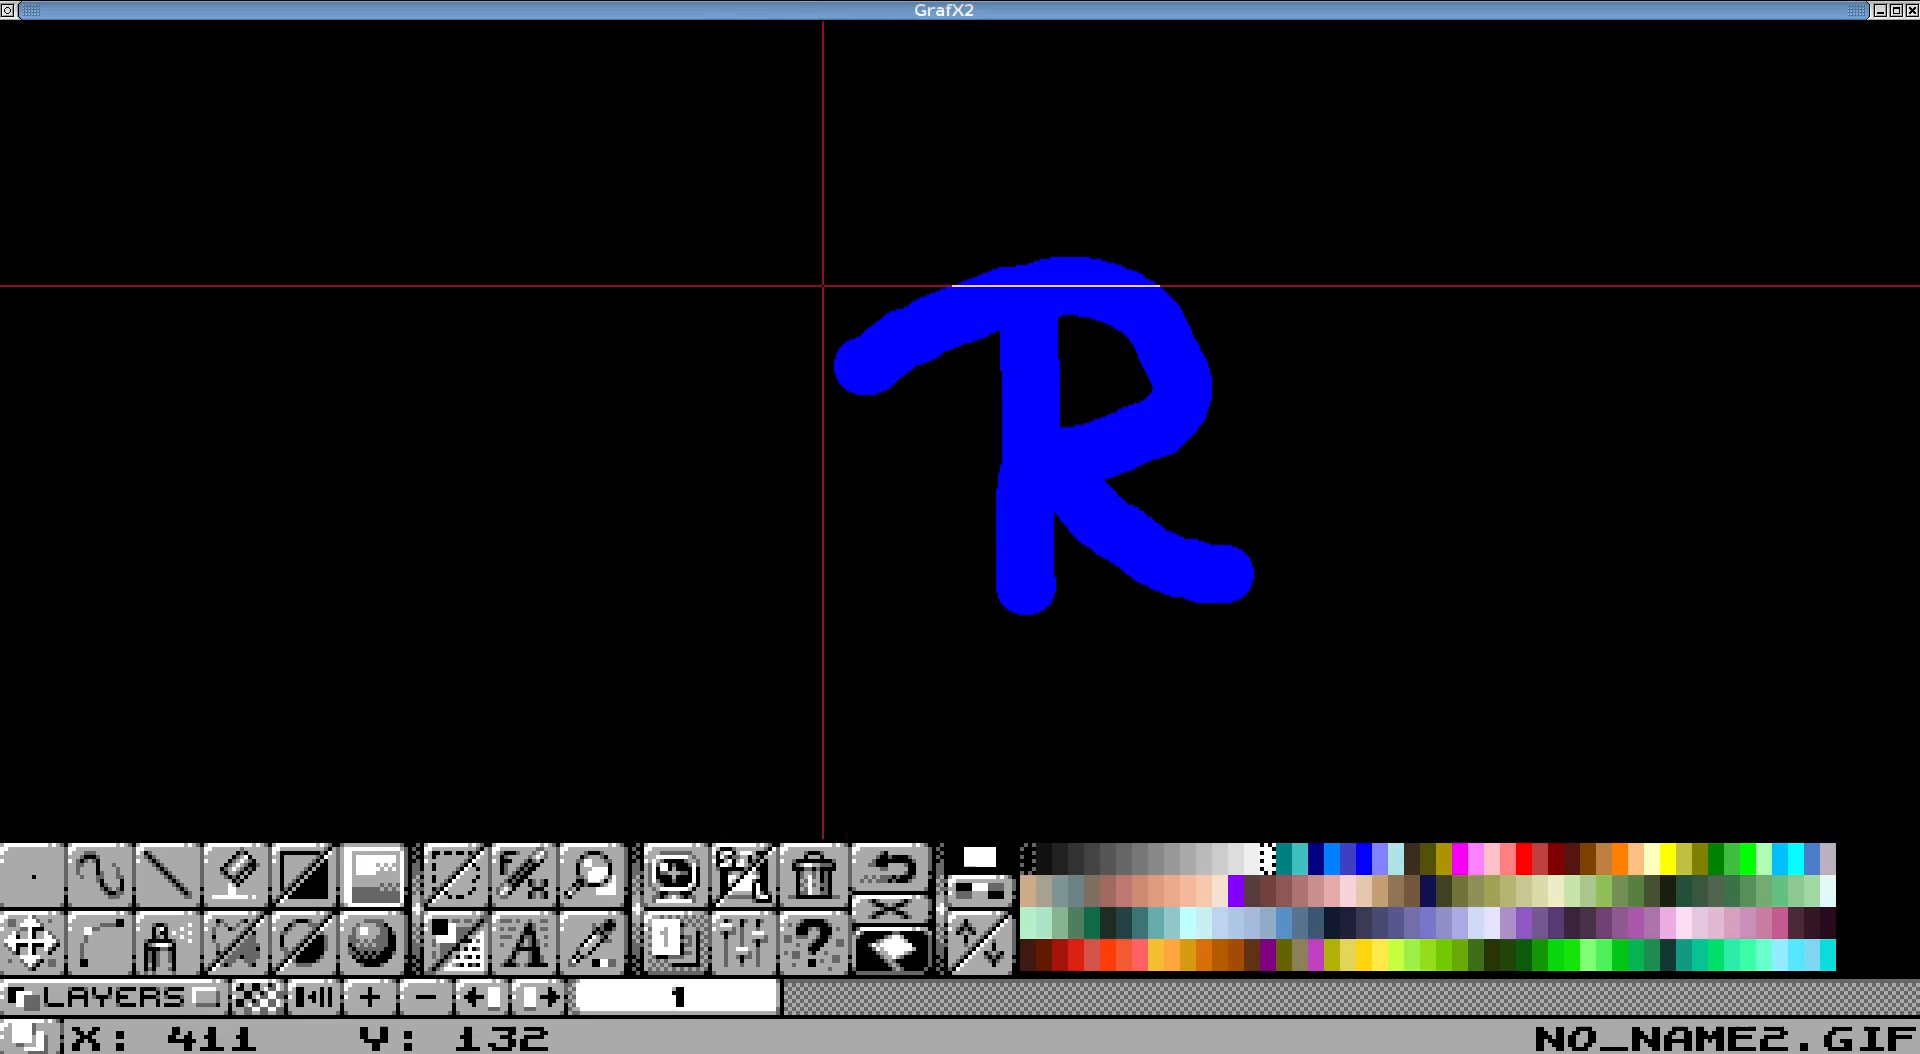 GrafX2
R
LAYERS
1
X: 411 Y: 132
NO_NAME2.GIF